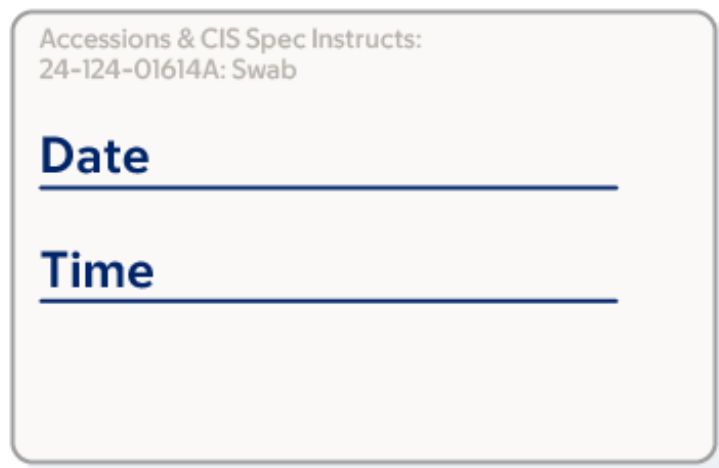 Accessions & CIS Spec Instructs:
24-124-01614A: Swab
Date
Time